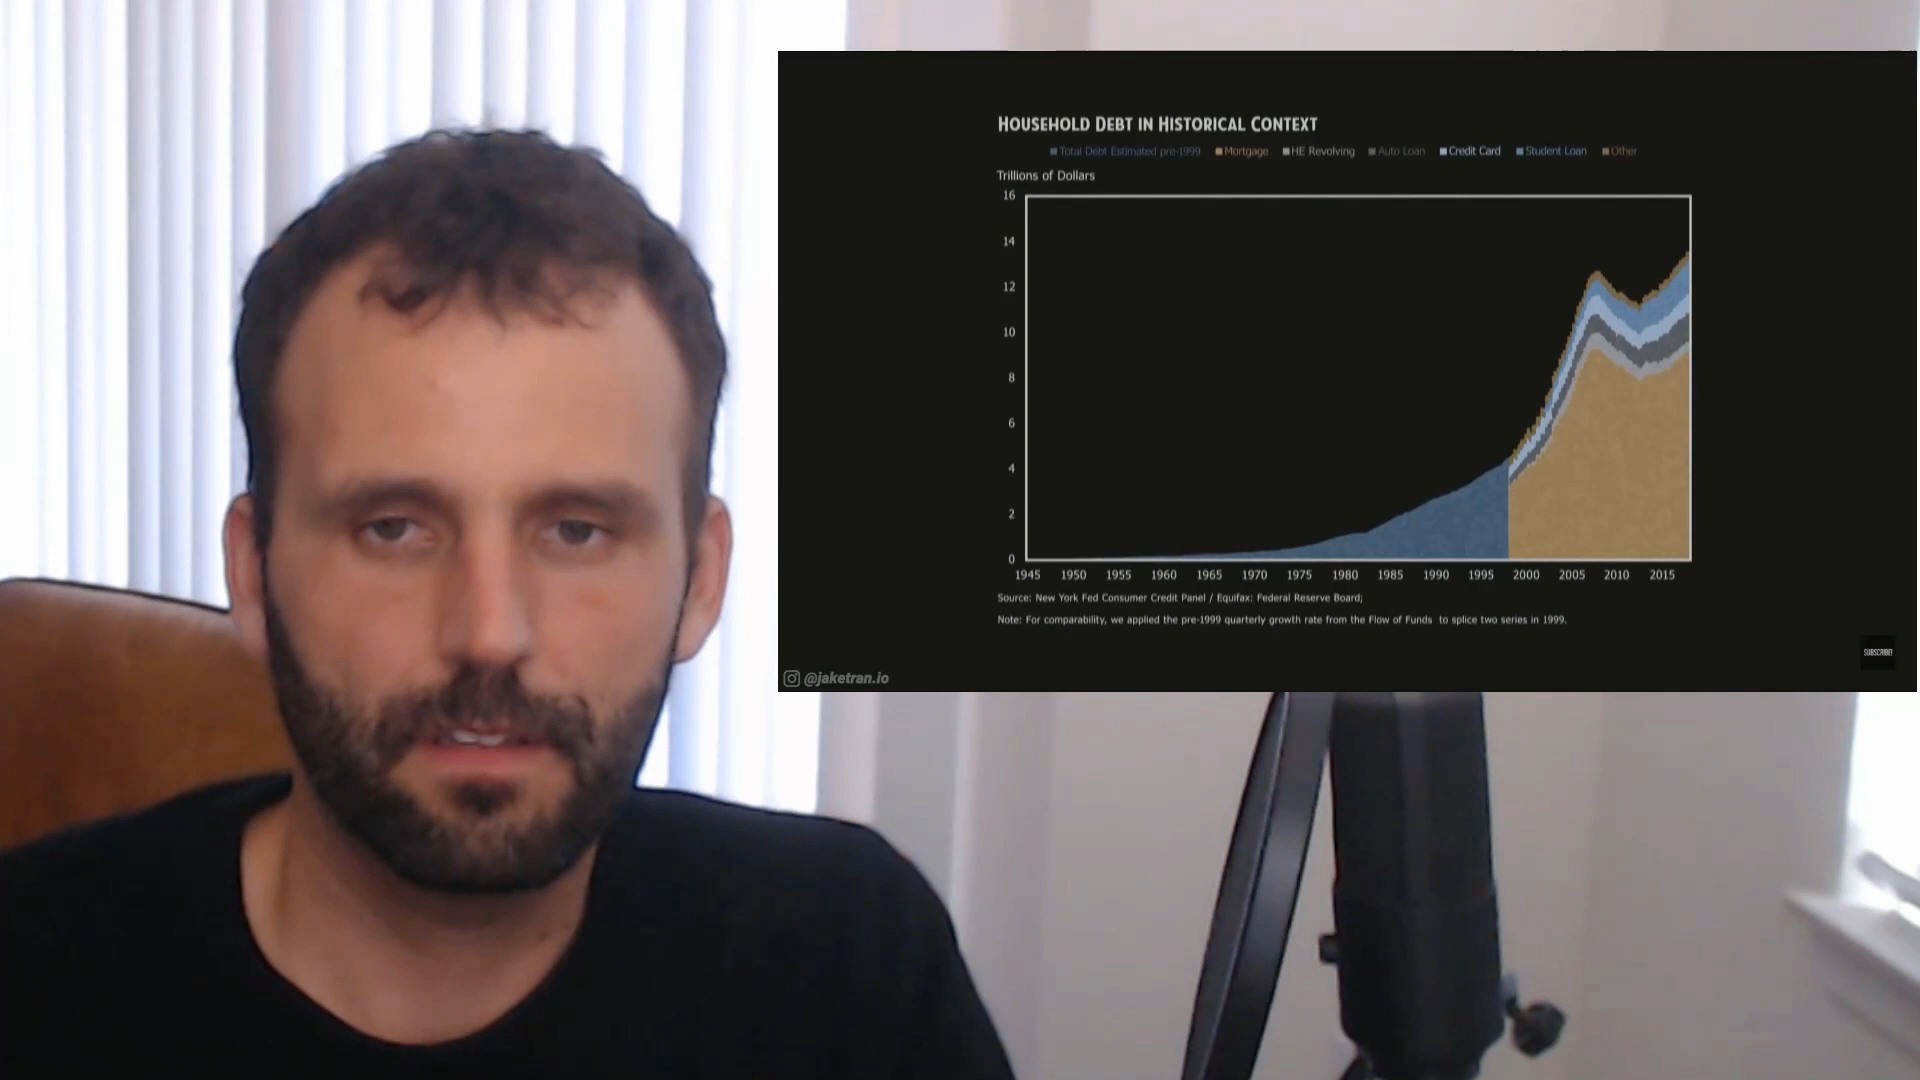 HOUSEHOLD DEBT IN HISTORICAL CONTEXT
Total Debt Estimated pre-1999 Mortgage HE Revolving Auto Loan Credit Card Student Loan Other
Trillions of Dollars
16
14
12
10
8
6
4
2
0
1945 1950 1955 1960 1965 1970 1975 1980 1985 1990 1995 2000 2005 2010 2015
Source: New York Fed Consumer Credit Panel / Equifax: Federal Reserve Board;
Note: For comparability, we applied the pre-1999 quarterly growth rate from the Flow of Funds to splice two series in 1999.
SUBSCRIBE!
@jaketran.io